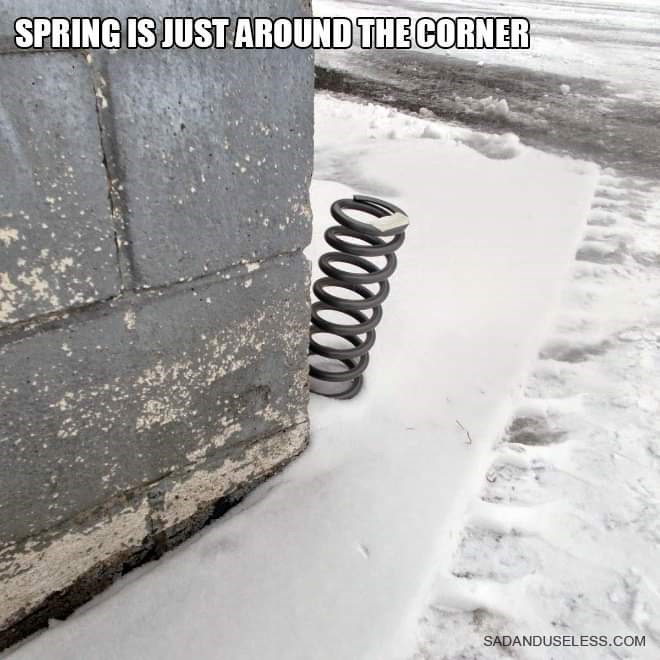 SPRING IS JUST AROUND THE CORNER
SADANDUSELESS.COM